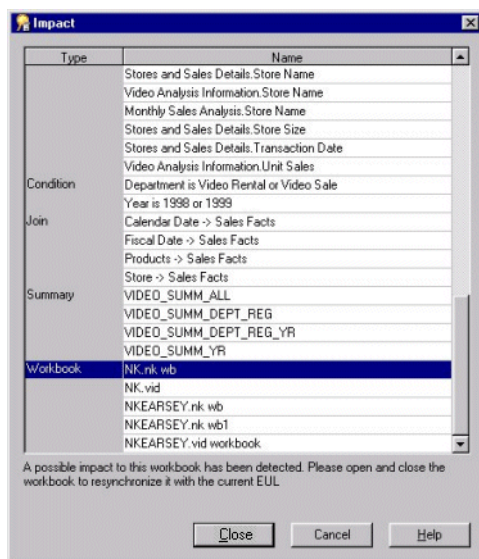 Impact
Type Name
Stores and Sales Details.Store Name
Video Analysis Information.Store Name
Monthly Sales Analysis.Store Name
Stores and Sales Details.Store Size
Stores and Sales Details.Transaction Date
Video Analysis Information.Unit Sales
Condition Department is Video Rental or Video Sale
Year is 1998 or 1999
Join Calendar Date -> Sales Facts
Fiscal Date -> Sales Facts
Products -> Sales Facts
Store -> Sales Facts
Summary VIDEO_SUMM_ALL
VIDEO_SUMM_DEPT_REG
VIDEO_SUMM_DEPT_REG_YR
VIDEO_SUMM_YR
Workbook NK.nk wb
NK.vid
NKEARSEY.nk wb
NKEARSEY.nk wb1
NKEARSEY.vid workbook
A possible impact to this workbook has been detected. Please open and close the
workbook to resynchronize it with the current EUL
Close Cancel Help